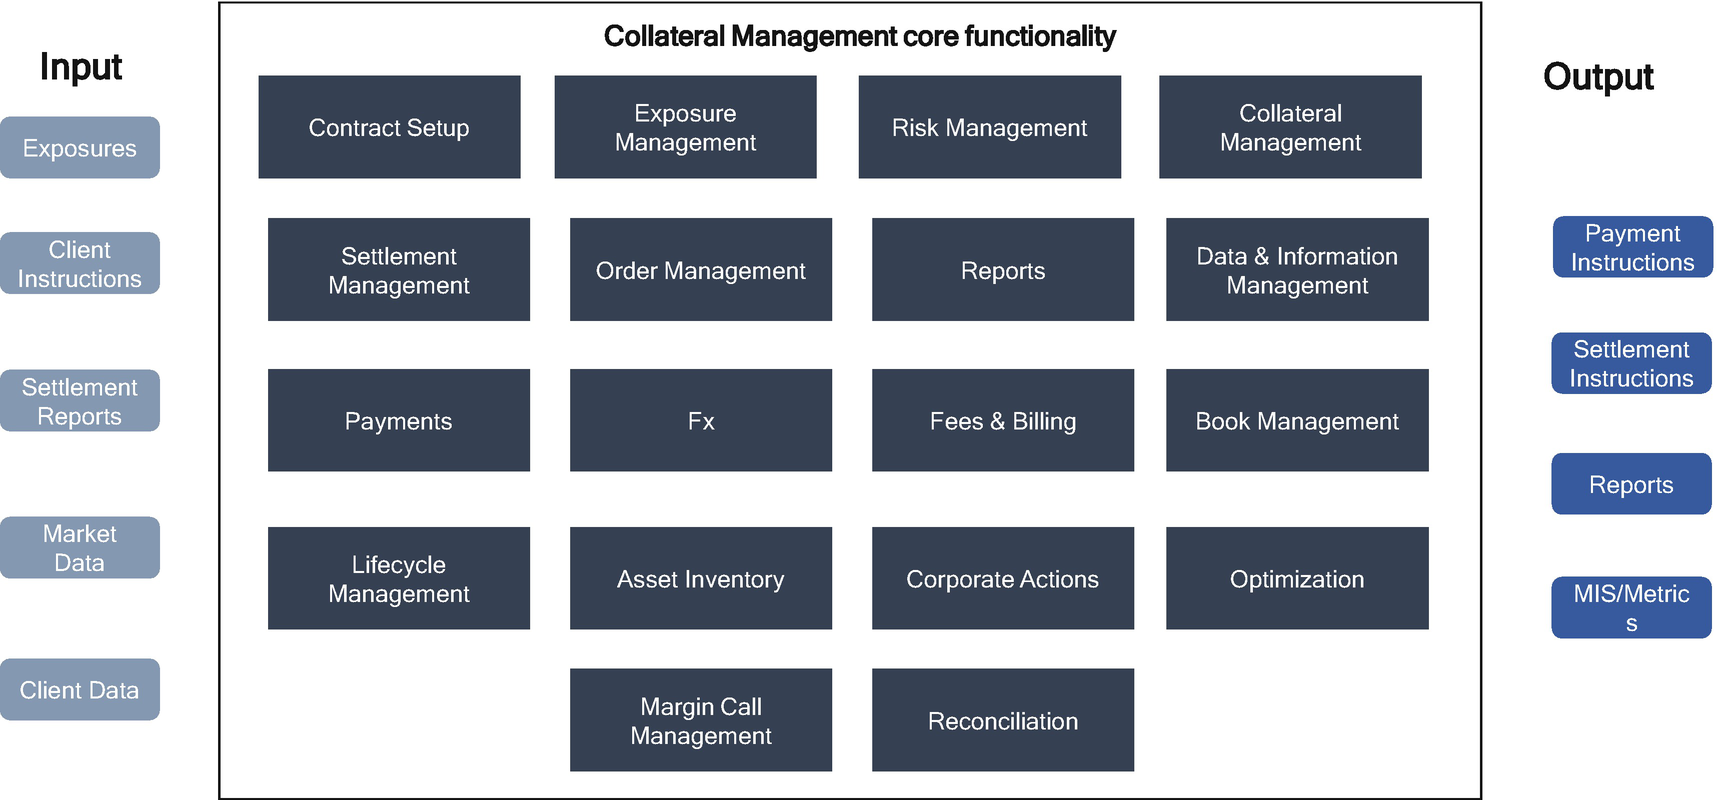 Collateral Management core functionality
Input
Exposures
Client
Instructions
Settlement
Reports
Market
Data
Client Data
Contract Setup
Exposure
Management
Risk Management
Collateral
Management
Settlement
Management
Order Management
Reports
Data & Information
Management
Payments
Fx
Fees & Billing
Book Management
Lifecycle
Management
Asset Inventory
Corporate Actions
Optimization
Margin Call
Management
Reconciliation
Output
Payment
Instructions
Settlement
Instructions
Reports
MIS/Metric
s